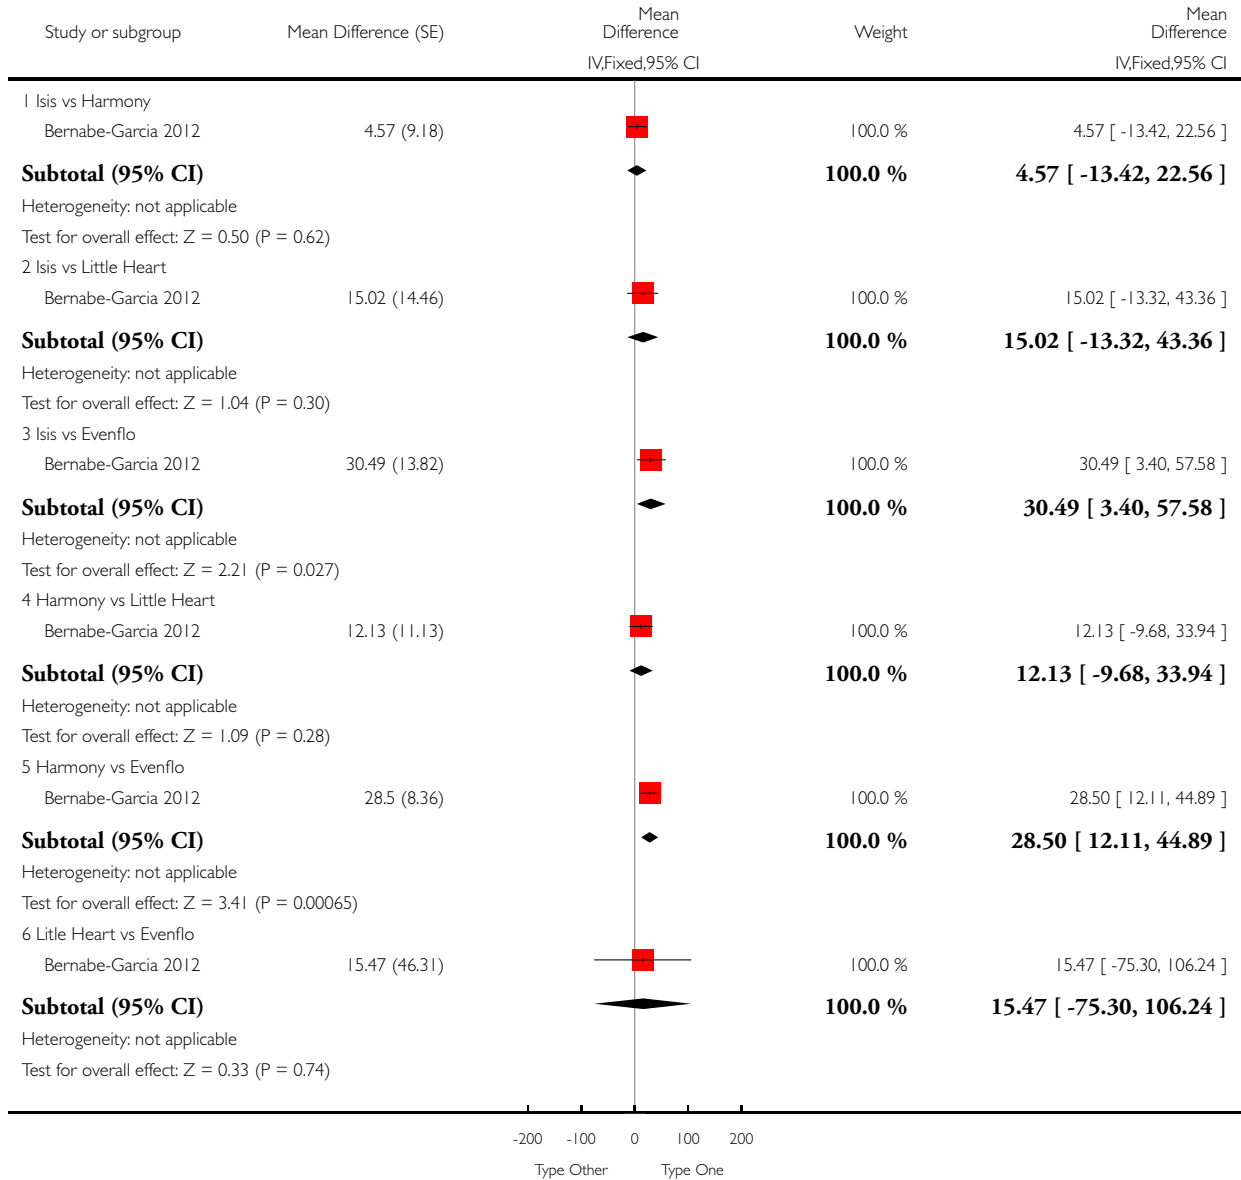 Study or subgroup Mean Difference (SE) Mean Difference Weight Mean Difference
IV,Fixed,95% CI IV,Fixed,95% CI
1 Isis vs Harmony
Bernabe-Garcia 2012 4.57 (9.18) 100.0 % 4.57 [ -13.42, 22.56 ]
Subtotal (95% CI) 100.0 % 4.57 [ -13.42, 22.56 ]
Heterogeneity: not applicable
Test for overall effect: Z = 0.50 (P = 0.62)
2 Isis vs Little Heart
Bernabe-Garcia 2012 15.02 (14.46) 100.0 % 15.02 [ -13.32, 43.36 ]
Subtotal (95% CI) 100.0 % 15.02 [ -13.32, 43.36 ]
Heterogeneity: not applicable
Test for overall effect: Z = 1.04 (P = 0.30)
3 Isis vs Evenflo
Bernabe-Garcia 2012 30.49 (13.82) 100.0 % 30.49 [ 3.40, 57.58 ]
Subtotal (95% CI) 100.0 % 30.49 [ 3.40, 57.58 ]
Heterogeneity: not applicable
Test for overall effect: Z = 2.21 (P = 0.027)
4 Harmony vs Little Heart
Bernabe-Garcia 2012 12.13 (11.13) 100.0 % 12.13 [ -9.68, 33.94 ]
Subtotal (95% CI) 100.0 % 12.13 [ -9.68, 33.94 ]
Heterogeneity: not applicable
Test for overall effect: Z = 1.09 (P = 0.28)
5 Harmony vs Evenflo
Bernabe-Garcia 2012 28.5 (8.36) 100.0 % 28.50 [ 12.11, 44.89 ]
Subtotal (95% CI) 100.0 % 28.50 [ 12.11, 44.89 ]
Heterogeneity: not applicable
Test for overall effect: Z = 3.41 (P = 0.00065)
6 Litle Heart vs Evenflo
Bernabe-Garcia 2012 15.47 (46.31) 100.0 % 15.47 [ -75.30, 106.24 ]
Subtotal (95% CI) 100.0 % 15.47 [ -75.30, 106.24 ]
Heterogeneity: not applicable
Test for overall effect: Z = 0.33 (P = 0.74)
-200 -100 0 100 200
Type Other Type One